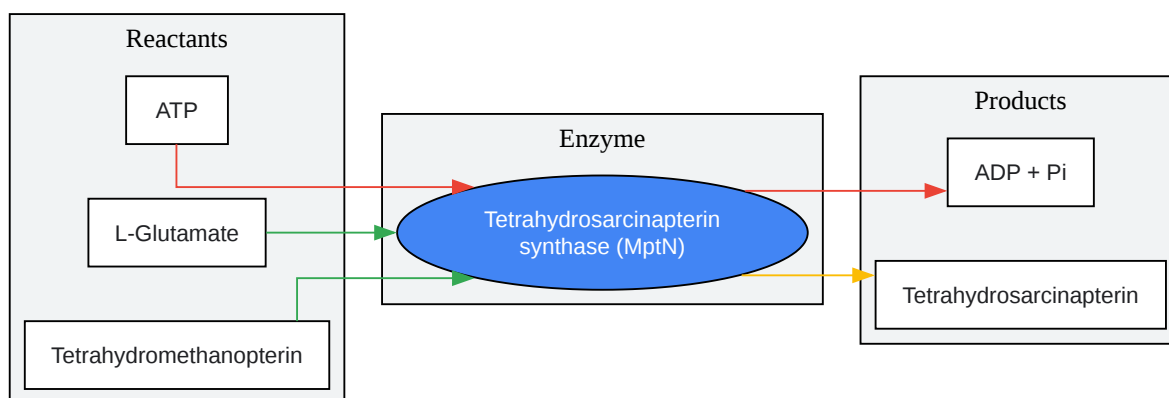 Reactants
ATP
L-Glutamate
Tetrahydromethanopterin
Enzyme
Tetrahydrosarcinapterin
synthase (MptN)
Products
ADP + Pi
Tetrahydrosarcinapterin